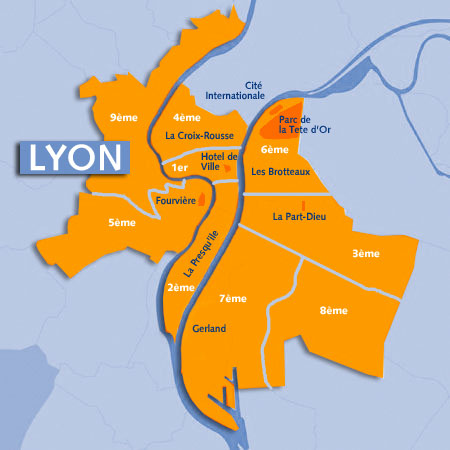 Cité
Internationale
9ème
4ème
Parc de
la Tete d'Or
La Croix-Rousse
6ème
LYON
1er
Hotel de
Ville
Les Brotteaux
Fourvière
5ème
La Part-Dieu
La Presqu'île
3ème
2ème
7ème
8ème
Gerland